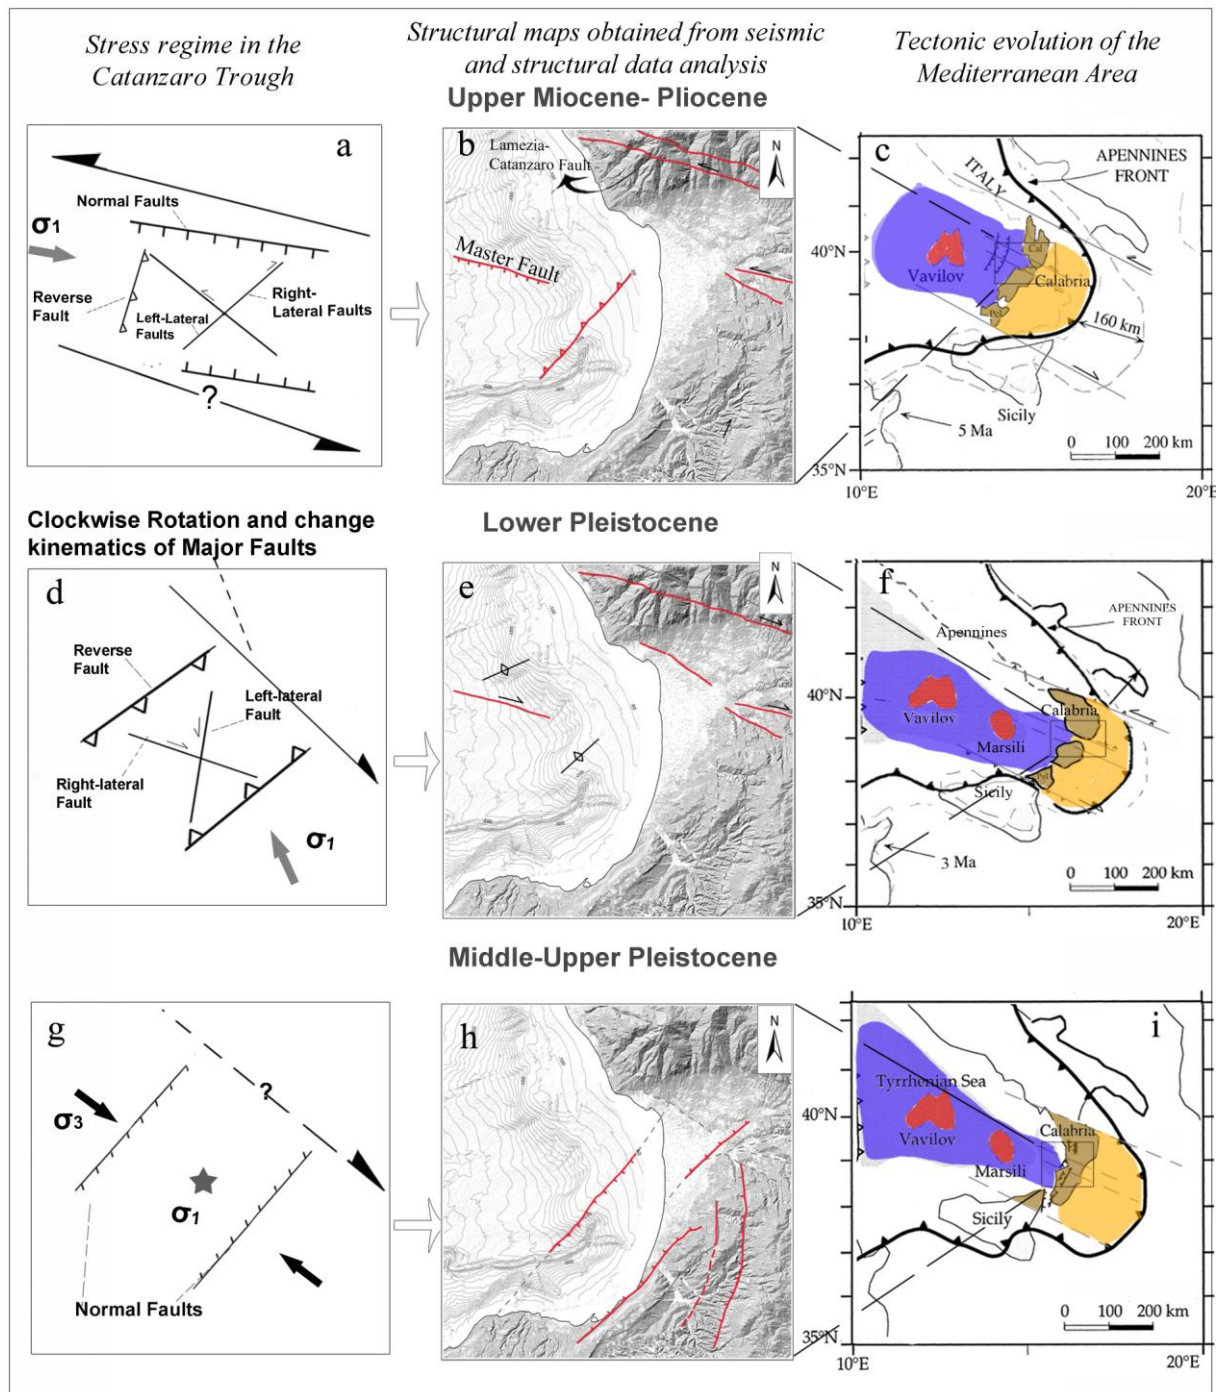 Stress regime in the
Catanzaro Trough
Structural maps obtained from seismic
and structural data analysis
Tectonic evolution of the
Mediterranean Area
Upper Miocene- Pliocene
a
Normal Faults
σ1
Reverse
Fault
Left-Lateral
Faults
Right-
Lateral Faults
?
b
Lamezia-
Catanzaro Fault
N
Master Fault
c
ITALY
APENNINES
FRONT
40°N
Vavilov
Cal
Calabria
Pel
160 km
Sicily
5 Ma
0 100 200 km
35°N
10°E
20°E
Clockwise Rotation and change
kinematics of Major Faults
Lower Pleistocene
d
Reverse
Fault
Left-lateral
Fault
Right-lateral
Fault
σ1
e
N
f
APENNINES
FRONT
Apennines
40°N
Calabria
Vavilov
Marsili
Pel
Sicily
3 Ma
0 100 200 km
35°N
10°E
20°E
Middle-Upper Pleistocene
g
?
σ3
σ1
Normal Faults
h
N
i
Tyrrhenian Sea
40°N
Calabria
Vavilov
Marsili
Sicily
0 100 200 km
35°N
10°E
20°E